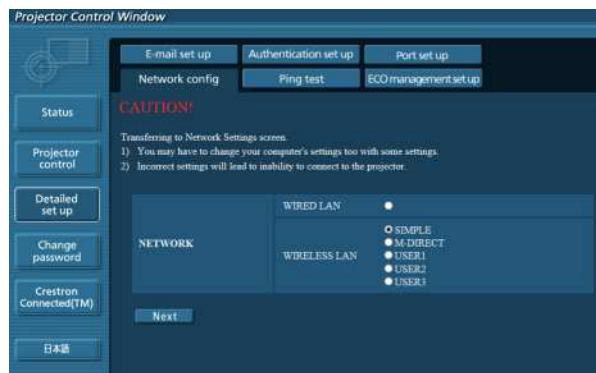 Projector Control Window
E-mail set up
Authentication set up
Port set up
Network config
Ping test
ECO management set up
Status
Projector
control
Detailed
set up
Change
password
Crestron
Connected(TM)
日本語
CAUTION!
Transferring to Network Settings screen.
1) You may have to change your computer's settings too with some settings.
2) Incorrect settings will lead to inability to connect to the projector.
NETWORK
WIRED LAN
WIRELESS LAN
SIMPLE
M-DIRECT
USER1
USER2
USER3
Next